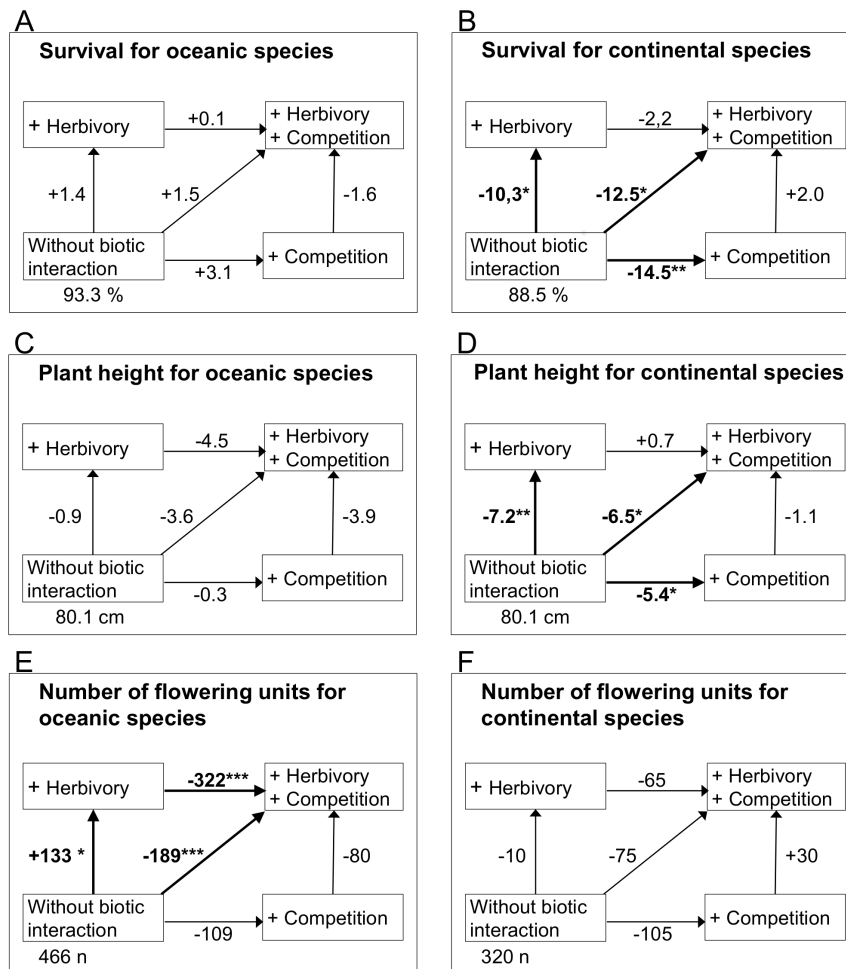 A
Survival for oceanic species
+ Herbivory
+0.1
+ Herbivory
+ Competition
+1.4
+1.5
-1.6
Without biotic
interaction
+3.1
+ Competition
93.3 %
B
Survival for continental species
+ Herbivory
-2,2
+ Herbivory
+ Competition
-10,3*
-12.5*
+2.0
Without biotic
interaction
-14.5**
+ Competition
88.5 %
C
Plant height for oceanic species
+ Herbivory
-4.5
+ Herbivory
+ Competition
-0.9
-3.6
-3.9
Without biotic
interaction
-0.3
+ Competition
80.1 cm
D
Plant height for continental species
+ Herbivory
+0.7
+ Herbivory
+ Competition
-7.2**
-6.5*
-1.1
Without biotic
interaction
-5.4*
+ Competition
80.1 cm
E
Number of flowering units for
oceanic species
+ Herbivory
-322***
+ Herbivory
+ Competition
+133 *
-189***
-80
Without biotic
interaction
-109
+ Competition
466 n
F
Number of flowering units for
continental species
+ Herbivory
-65
+ Herbivory
+ Competition
-10
-75
+30
Without biotic
interaction
-105
+ Competition
320 n